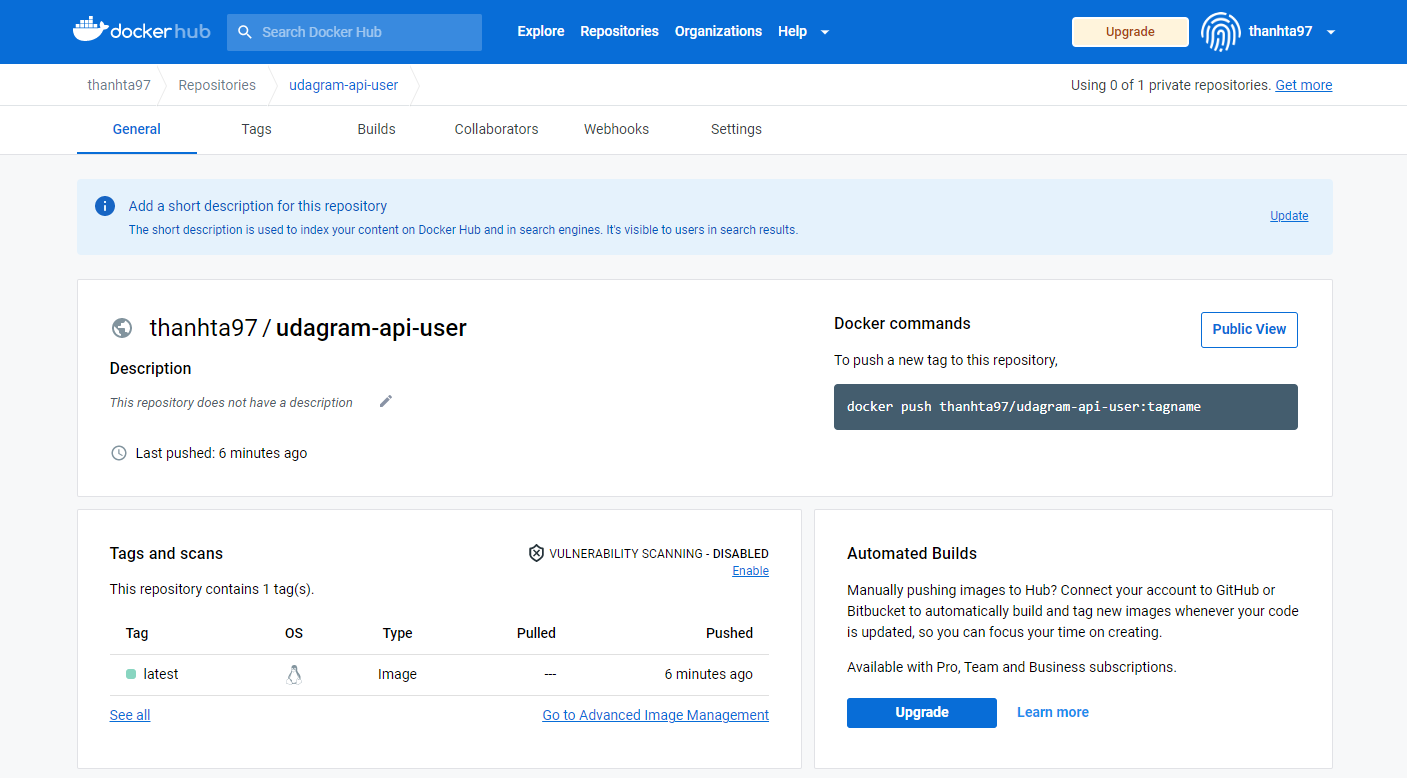 docker hub
Search Docker Hub
Explore Repositories Organizations Help
Upgrade
thanhta97
thanhta97 Repositories udagram-api-user
Using 0 of 1 private repositories. Get more
General Tags Builds Collaborators Webhooks Settings
Add a short description for this repository
The short description is used to index your content on Docker Hub and in search engines. It's visible to users in search results.
Update
thanhta97 / udagram-api-user
Description
This repository does not have a description
Last pushed: 6 minutes ago
Docker commands
Public View
To push a new tag to this repository,
docker push thanhta97/udagram-api-user:tagname
Tags and scans
VULNERABILITY SCANNING - DISABLED
Enable
This repository contains 1 tag(s).
Tag OS Type Pulled Pushed
latest Image --- 6 minutes ago
See all
Go to Advanced Image Management
Automated Builds
Manually pushing images to Hub? Connect your account to GitHub or
Bitbucket to automatically build and tag new images whenever your code
is updated, so you can focus your time on creating.
Available with Pro, Team and Business subscriptions.
Upgrade
Learn more